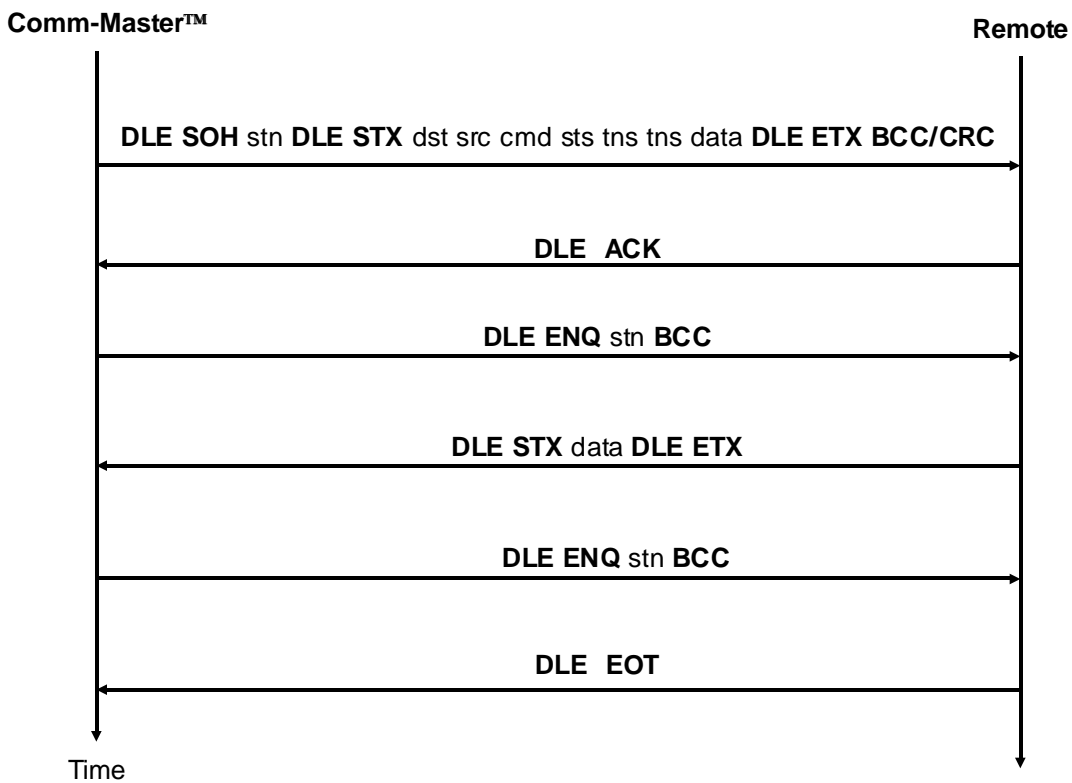 Comm-Master™
Remote
DLE SOH stn DLE STX dst src cmd sts tns tns data DLE ETX BCC/CRC
DLE ACK
DLE ENQ stn BCC
DLE STX data DLE ETX
DLE ENQ stn BCC
DLE EOT
Time